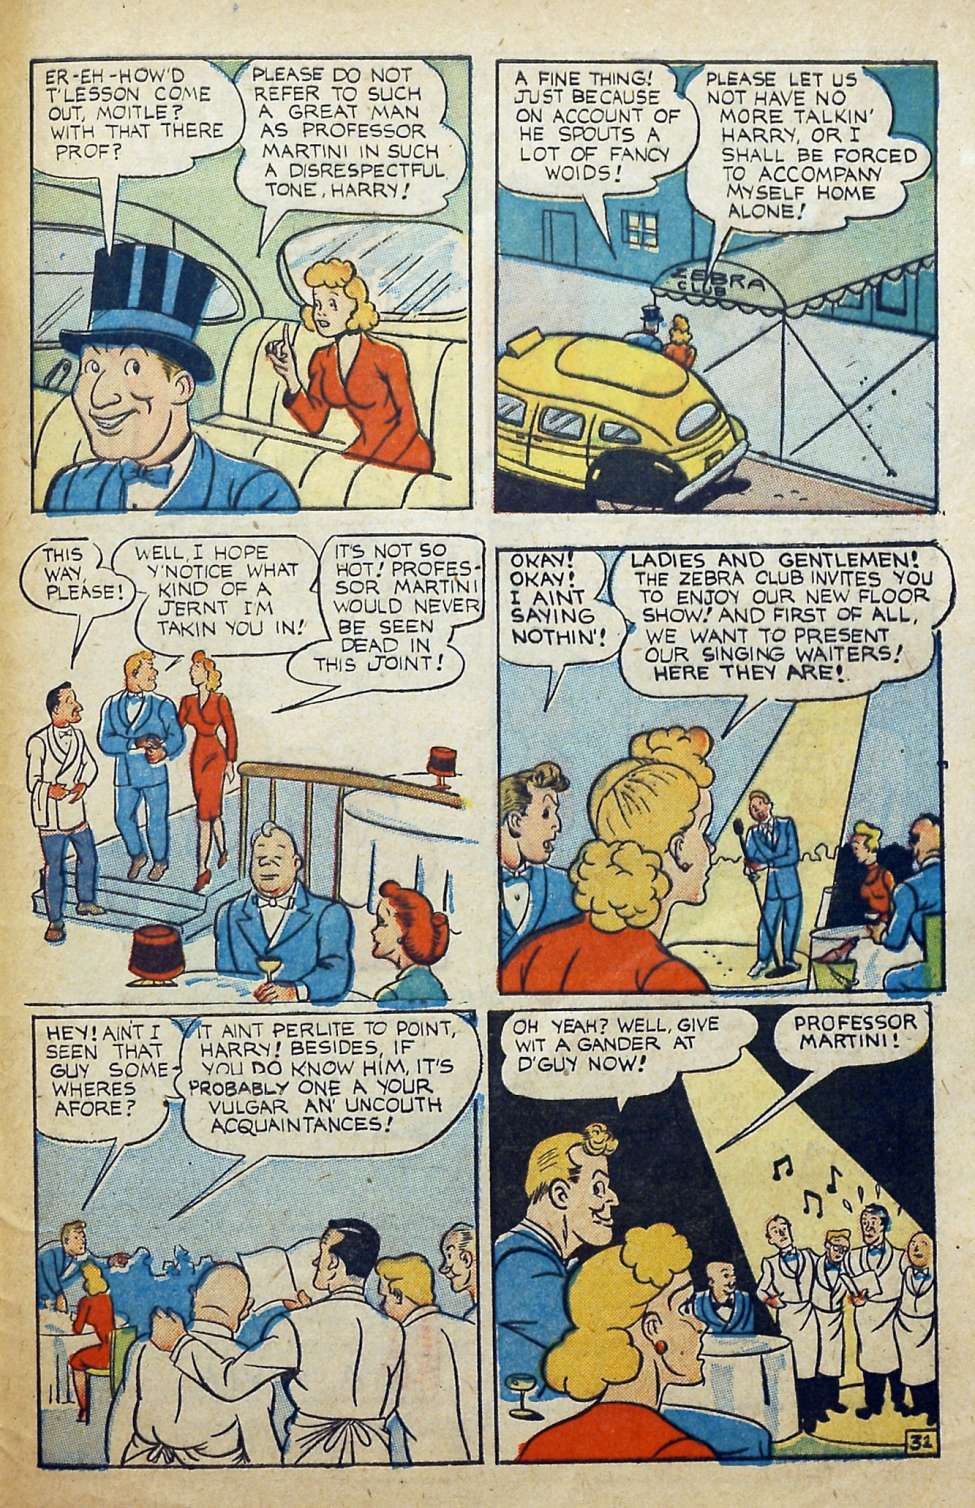 ER-EH-HOW'D
T'LESSON COME
OUT, MOITLE?
WITH THAT THERE
PROF?
PLEASE DO NOT
REFER TO SUCH
A GREAT MAN
AS PROFESSOR
MARTINI IN SUCH
A DISRESPECTFUL
TONE, HARRY!
A FINE THING!
JUST BECAUSE
ON ACCOUNT OF
HE SPOUTS A
LOT OF FANCY
WOIDS!
PLEASE LET US
NOT HAVE NO
MORE TALKIN'
HARRY, OR I
SHALL BE FORCED
TO ACCOMPANY
MYSELF HOME
ALONE!
ZEBRA
CLUB
THIS
WAY,
PLEASE!
WELL, I HOPE
Y'NOTICE WHAT
KIND OF A
JERNT I'M
TAKIN YOU IN!
IT'S NOT SO
HOT! PROFES-
SOR MARTINI
WOULD NEVER
BE SEEN
DEAD IN
THIS JOINT!
OKAY!
OKAY!
I AINT
SAYING
NOTHIN'!
LADIES AND GENTLEMEN!
THE ZEBRA CLUB INVITES YOU
TO ENJOY OUR NEW FLOOR
SHOW! AND FIRST OF ALL,
WE WANT TO PRESENT
OUR SINGING WAITERS!
HERE THEY ARE!
HEY! AIN'T I
SEEN THAT
GUY SOME-
WHERES
AFORE?
IT AINT PERLITE TO POINT,
HARRY! BESIDES, IF
YOU DO KNOW HIM, IT'S
PROBABLY ONE A YOUR
VULGAR AN' UNCOUTH
ACQUAINTANCES!
OH YEAH? WELL, GIVE
WIT A GANDER AT
D'GUY NOW!
PROFESSOR
MARTINI!
31